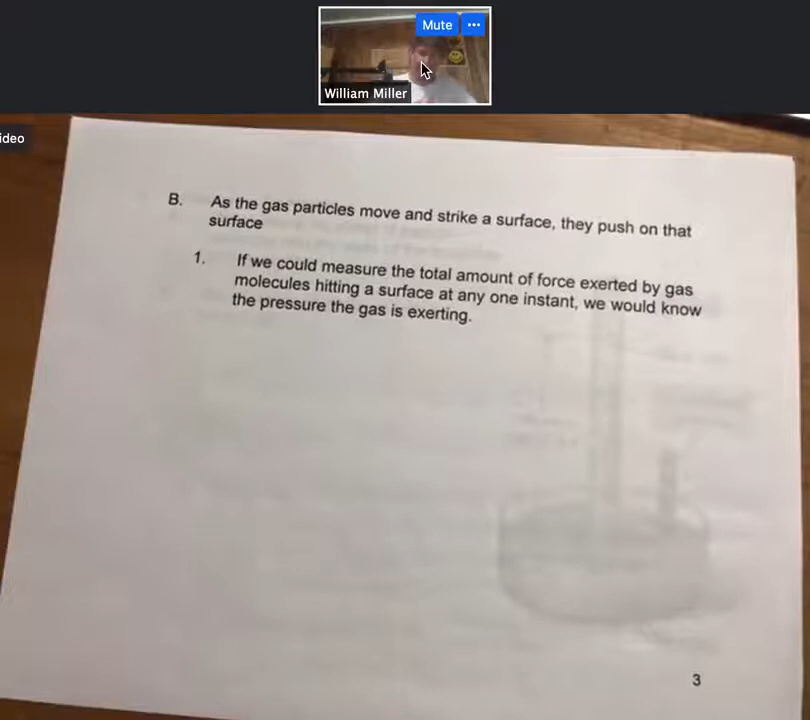 Mute
William Miller
ideo
B. As the gas particles move and strike a surface, they push on that
surface
1. If we could measure the total amount of force exerted by gas
molecules hitting a surface at any one instant, we would know
the pressure the gas is exerting.
3